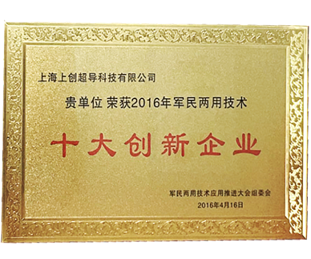 上海上创超导科技有限公司
贵单位 荣获2016年军民两用技术
十大创新企业
军民两用技术应用推进大会组委会
2016年4月16日